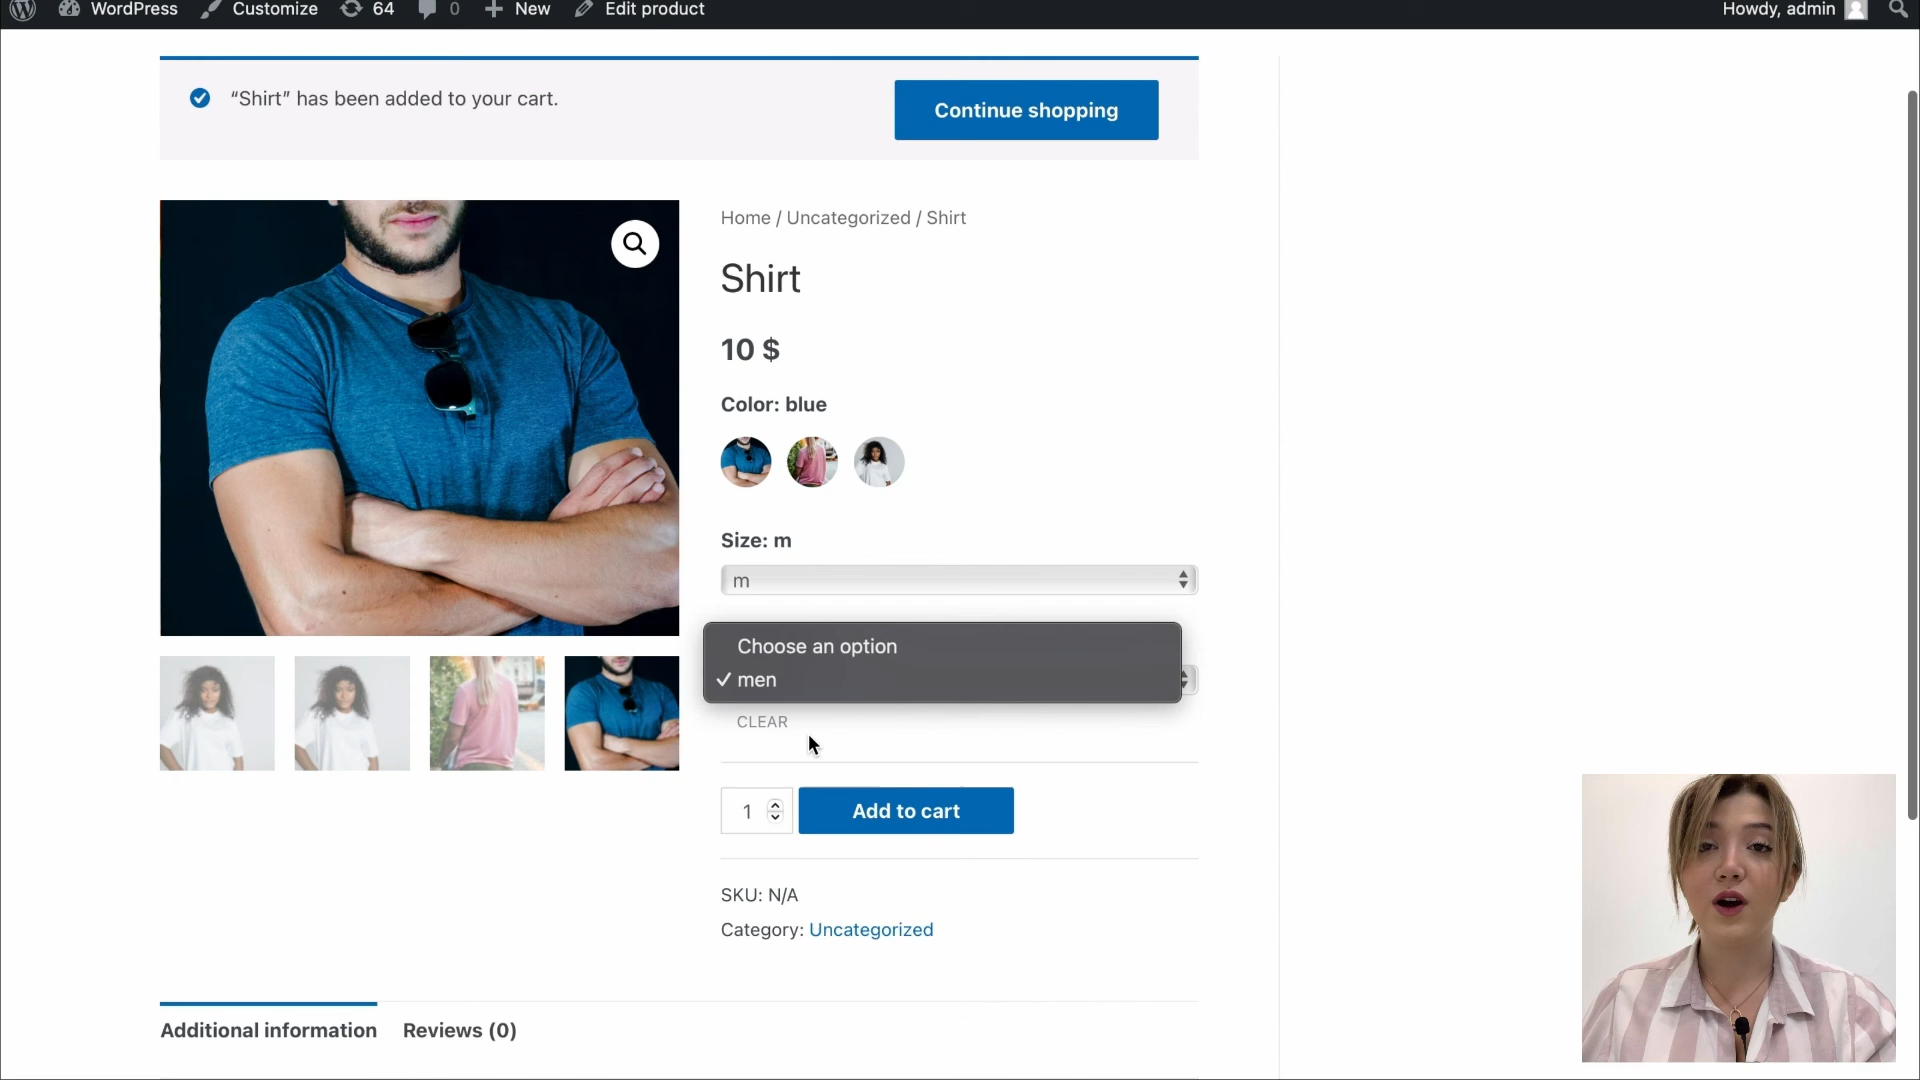 WordPress Customize 64 0 New Edit product Howdy, admin
“Shirt” has been added to your cart.
Continue shopping
Home / Uncategorized / Shirt
Shirt
10 $
Color: blue
Size: m
m
Choose an option
✓ men
CLEAR
1
Add to cart
SKU: N/A
Category: Uncategorized
Additional information Reviews (0)